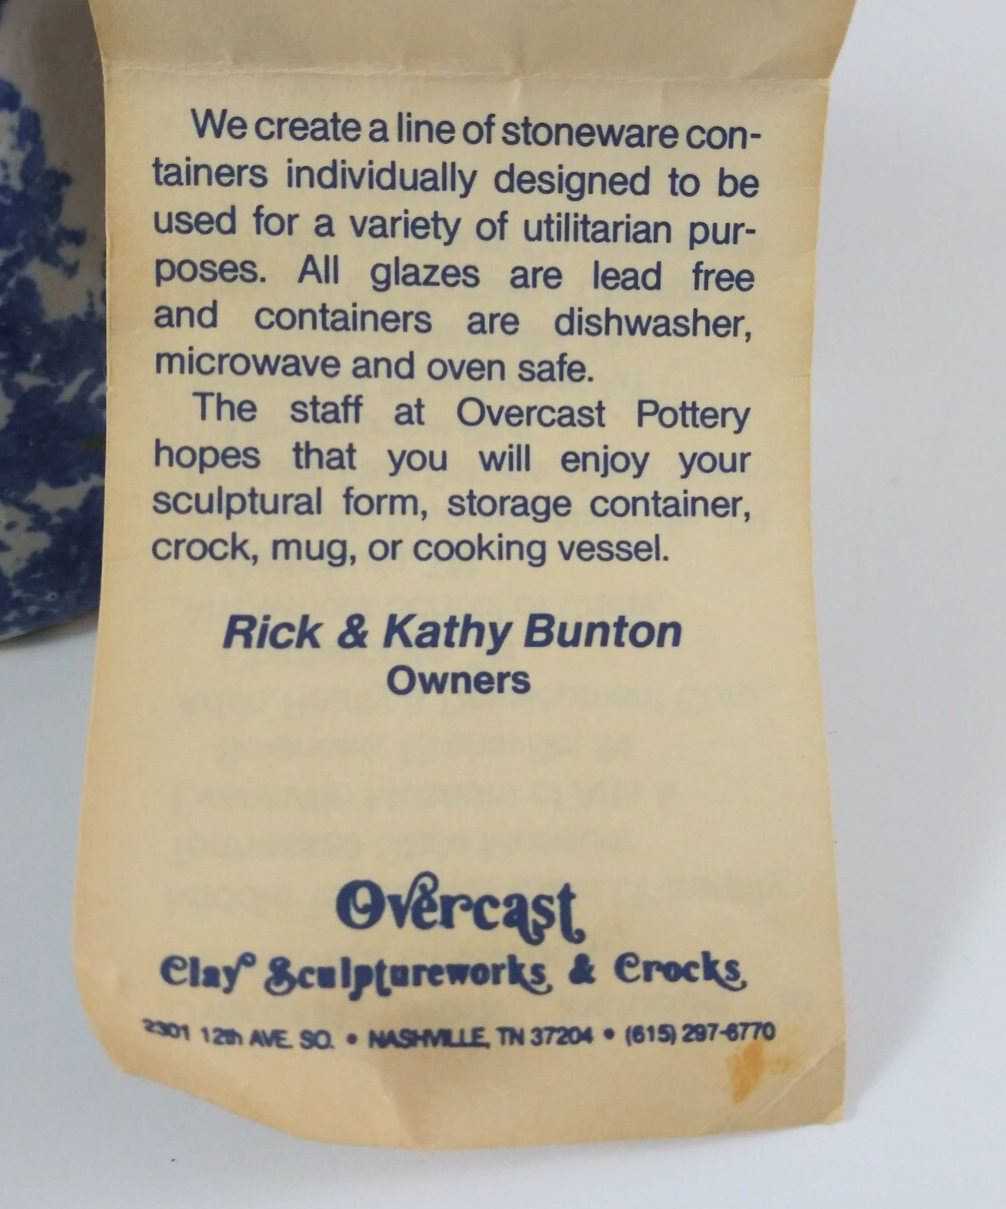 We create a line of stoneware con-
tainers individually designed to be
used for a variety of utilitarian pur-
poses. All glazes are lead free
and containers are dishwasher,
microwave and oven safe.
The staff at Overcast Pottery
hopes that you will enjoy your
sculptural form, storage container,
crock, mug, or cooking vessel.
Rick & Kathy Bunton
Owners
Overcast
Clay Sculptureworks & Crocks
2301 12th AVE. SO. • NASHVILLE, TN 37204 • (615) 297-6770